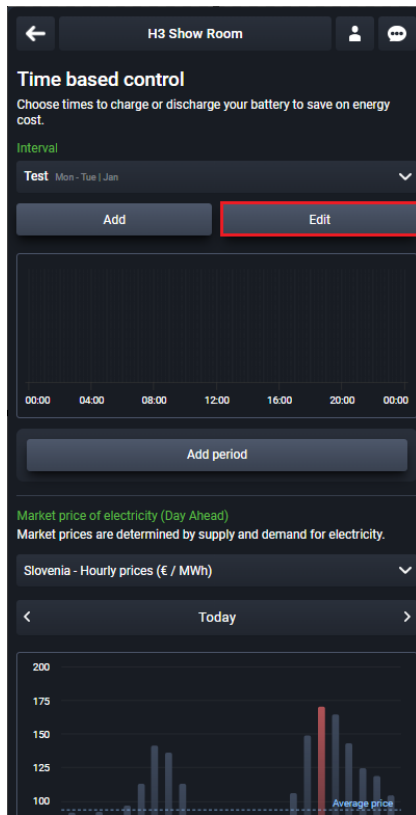 H3 Show Room
Time based control
Choose times to charge or discharge your battery to save on energy
cost.
Interval
Test Mon - Tue | Jan
Add
Edit
00:00 04:00 08:00 12:00 16:00 20:00 00:00
Add period
Market price of electricity (Day Ahead)
Market prices are determined by supply and demand for electricity.
Slovenia - Hourly prices (€ / MWh)
Today
200
175
150
125
100
Average price